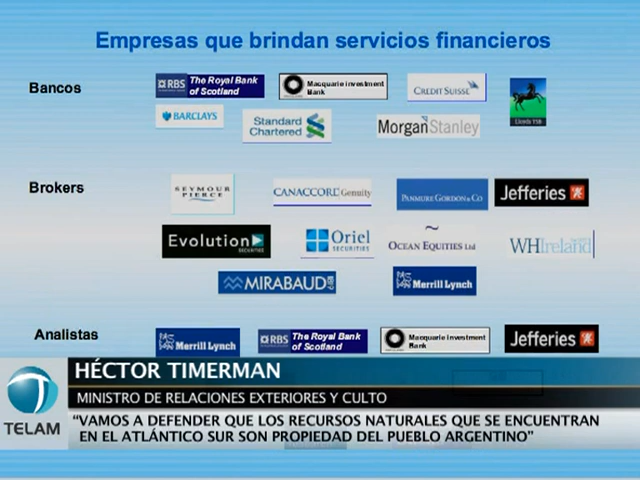 Empresas que brindan servicios financieros
Bancos
RBS The Royal Bank
of Scotland
Macquarie investment
Bank
CREDIT SUISSE
Lloyds TSB
BARCLAYS
Standard
Chartered
Morgan Stanley
Brokers
SEYMOUR
PIERCE
CANACCORD Genuity
PANMURE GORDON & CO
Jefferies
Evolution
SECURITIES
Oriel
SECURITIES
OCEAN EQUITIES Ltd
WHIreland
MIRABAUD
Merrill Lynch
Analistas
Merrill Lynch
RBS The Royal Bank
of Scotland
Macquarie investment
Bank
Jefferies
HÉCTOR TIMERMAN
MINISTRO DE RELACIONES EXTERIORES Y CULTO
TELAM
“VAMOS A DEFENDER QUE LOS RECURSOS NATURALES QUE SE ENCUENTRAN
EN EL ATLÁNTICO SUR SON PROPIEDAD DEL PUEBLO ARGENTINO”